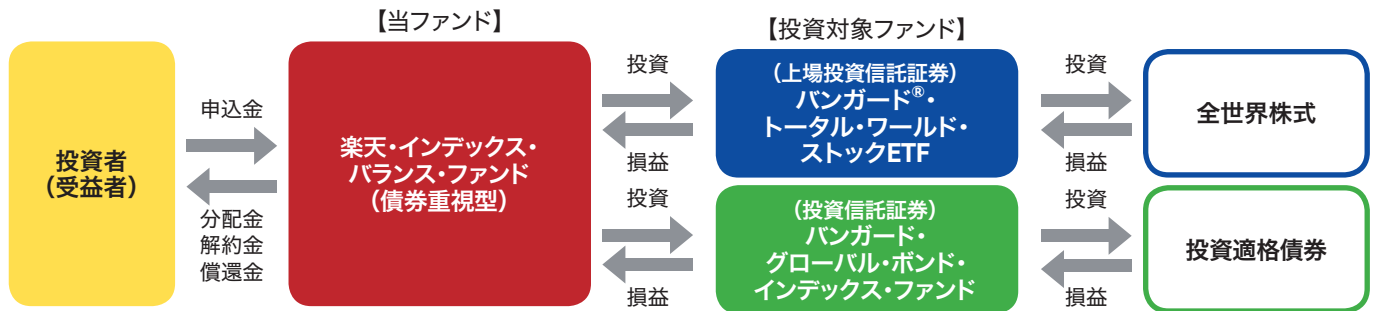 【当ファンド】
【投資対象ファンド】
投資者
（受益者）
申込金
分配金
解約金
償還金
楽天・インデックス・
バランス・ファンド
（債券重視型）
投資
損益
投資
損益
（上場投資信託証券）
バンガード®・
トータル・ワールド・
ストックETF
（投資信託証券）
バンガード・
グローバル・ボンド・
インデックス・ファンド
投資
損益
投資
損益
全世界株式
投資適格債券